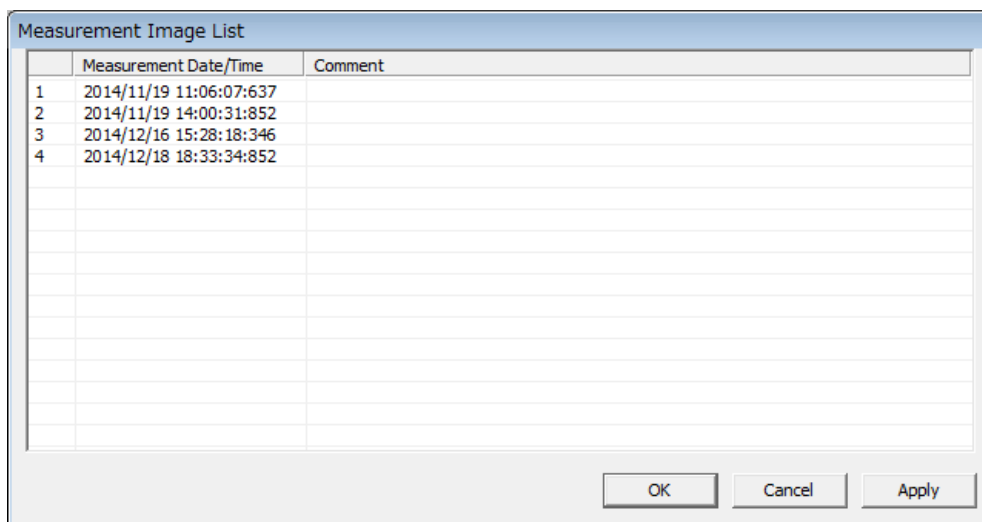 Measurement Image List
Measurement Date/Time Comment
1 2014/11/19 11:06:07:637
2 2014/11/19 14:00:31:852
3 2014/12/16 15:28:18:346
4 2014/12/18 18:33:34:852
OK Cancel Apply